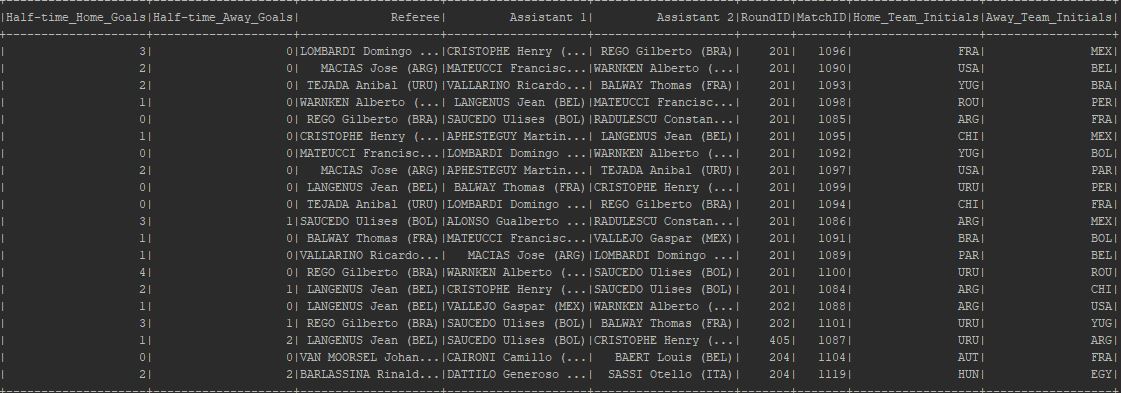 |Half-time_Home_Goals|Half-time_Away_Goals|             Referee|         Assistant 1|         Assistant 2|RoundID|MatchID|Home_Team_Initials|Away_Team_Initials|
|                   3|                   0|LOMBARDI Domingo ...|CRISTOPHE Henry (...| REGO Gilberto (BRA)|    201|   1096|               FRA|               MEX|
|                   2|                   0|   MACIAS Jose (ARG)|MATEUCCI Francisc...|WARNKEN Alberto (...|    201|   1090|               USA|               BEL|
|                   2|                   0| TEJADA Anibal (URU)|VALLARINO Ricardo...| BALWAY Thomas (FRA)|    201|   1093|               YUG|               BRA|
|                   1|                   0|WARNKEN Alberto (...| LANGENUS Jean (BEL)|MATEUCCI Francisc...|    201|   1098|               ROU|               PER|
|                   0|                   0| REGO Gilberto (BRA)|SAUCEDO Ulises (BOL)|RADULESCU Constan...|    201|   1085|               ARG|               FRA|
|                   1|                   0|CRISTOPHE Henry (...|APHESTEGUY Martin...| LANGENUS Jean (BEL)|    201|   1095|               CHI|               MEX|
|                   0|                   0|MATEUCCI Francisc...|LOMBARDI Domingo ...|WARNKEN Alberto (...|    201|   1092|               YUG|               BOL|
|                   2|                   0|   MACIAS Jose (ARG)|APHESTEGUY Martin...| TEJADA Anibal (URU)|    201|   1097|               USA|               PAR|
|                   0|                   0| LANGENUS Jean (BEL)| BALWAY Thomas (FRA)|CRISTOPHE Henry (...|    201|   1099|               URU|               PER|
|                   0|                   0| TEJADA Anibal (URU)|LOMBARDI Domingo ...| REGO Gilberto (BRA)|    201|   1094|               CHI|               FRA|
|                   3|                   1|SAUCEDO Ulises (BOL)|ALONSO Gualberto ...|RADULESCU Constan...|    201|   1086|               ARG|               MEX|
|                   1|                   0| BALWAY Thomas (FRA)|MATEUCCI Francisc...|VALLEJO Gaspar (MEX)|    201|   1091|               BRA|               BOL|
|                   1|                   0|VALLARINO Ricardo...|   MACIAS Jose (ARG)|LOMBARDI Domingo ...|    201|   1089|               PAR|               BEL|
|                   4|                   0| REGO Gilberto (BRA)|WARNKEN Alberto (...|SAUCEDO Ulises (BOL)|    201|   1100|               URU|               ROU|
|                   2|                   1| LANGENUS Jean (BEL)|CRISTOPHE Henry (...|SAUCEDO Ulises (BOL)|    201|   1084|               ARG|               CHI|
|                   1|                   0| LANGENUS Jean (BEL)|VALLEJO Gaspar (MEX)|WARNKEN Alberto (...|    202|   1088|               ARG|               USA|
|                   3|                   1| REGO Gilberto (BRA)|SAUCEDO Ulises (BOL)| BALWAY Thomas (FRA)|    202|   1101|               URU|               YUG|
|                   1|                   2| LANGENUS Jean (BEL)|SAUCEDO Ulises (BOL)|CRISTOPHE Henry (...|    405|   1087|               URU|               ARG|
|                   0|                   0|VAN MOORSEL Johan...|CAIRONI Camillo (...|   BAERT Louis (BEL)|    204|   1104|               AUT|               FRA|
|                   2|                   2|BARLASSINA Rinald...|DATTILO Generoso ...|  SASSI Otello (ITA)|    204|   1119|               HUN|               EGY|